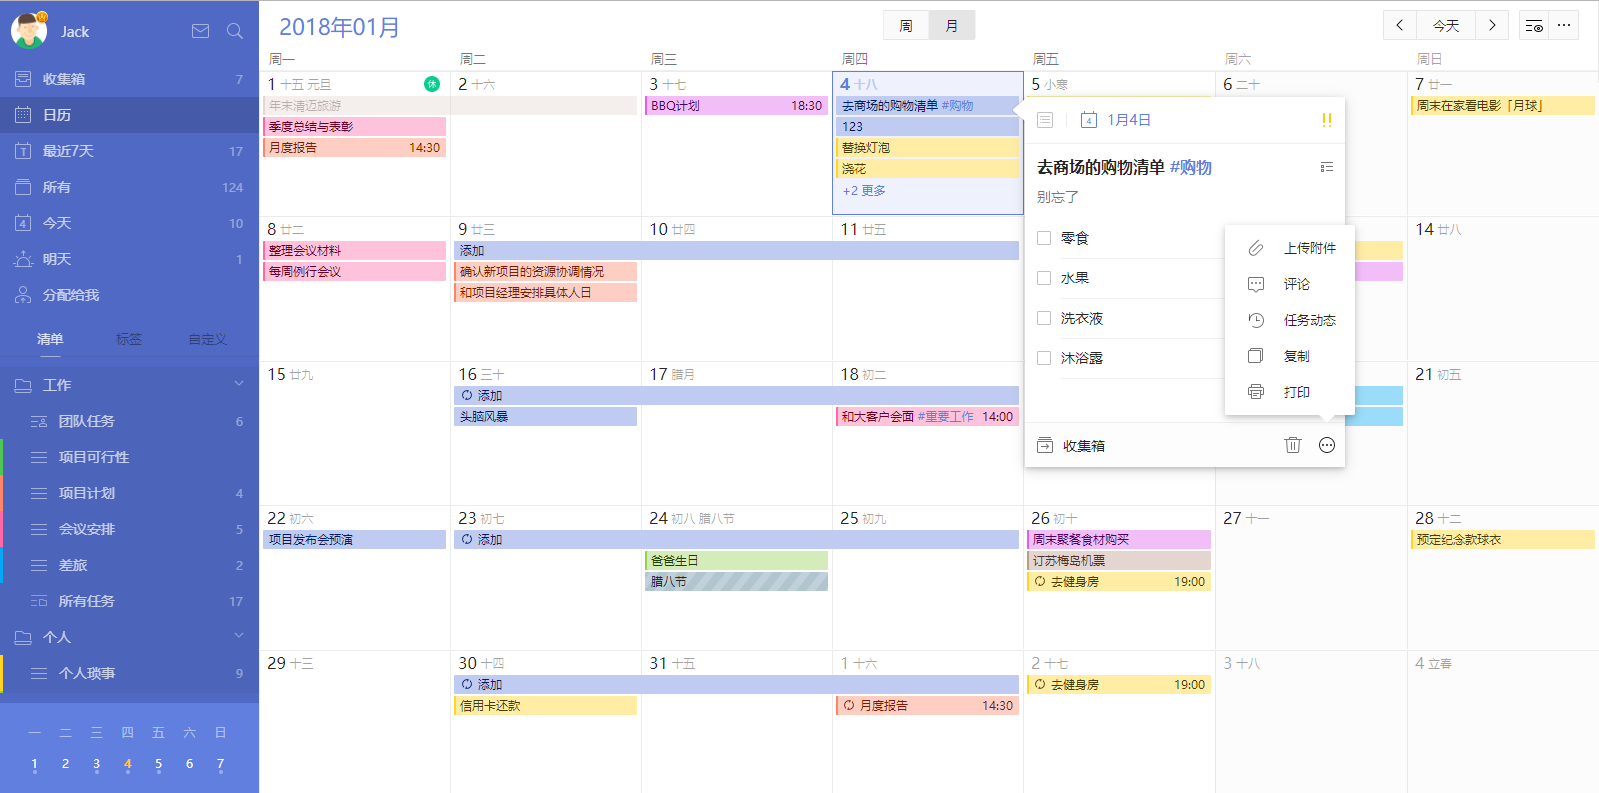 Jack
收集箱 7
日历
最近7天 17
所有 124
今天 10
明天 1
分配给我
清单 标签 自定义
工作
团队任务 6
项目可行性
项目计划 4
会议安排 5
差旅 2
所有任务 17
个人
个人琐事 9
一 二 三 四 五 六 日
1 2 3 4 5 6 7
2018年01月
周 月
今天
周一 周二 周三 周四 周五 周六 周日
1 十五 元旦 休
年末清迈旅游
季度总结与表彰
月度报告 14:30
2 十六
3 十七
BBQ计划 18:30
4 十八
去商场的购物清单 #购物
123
替换灯泡
浇花
+2 更多
5 小寒
6 二十
7 廿一
周末在家看电影「月球」
8 廿二
整理会议材料
每周例行会议
9 廿三
添加
确认新项目的资源协调情况
和项目经理安排具体人日
10 廿四
11 廿五
14 廿八
15 廿九
16 三十
添加
头脑风暴
17 腊月
18 初二
和大客户会面 #重要工作 14:00
21 初五
22 初六
项目发布会预演
23 初七
添加
24 初八 腊八节
爸爸生日
腊八节
25 初九
26 初十
周末聚餐食材购买
订苏梅岛机票
去健身房 19:00
27 十一
28 十二
预定纪念款球衣
29 十三
30 十四
添加
信用卡还款
31 十五
1 十六
月度报告 14:30
2 十七
去健身房 19:00
3 十八
4 立春
4 1月4日 !!
去商场的购物清单 #购物
别忘了
零食
水果
洗衣液
沐浴露
收集箱
上传附件
评论
任务动态
复制
打印